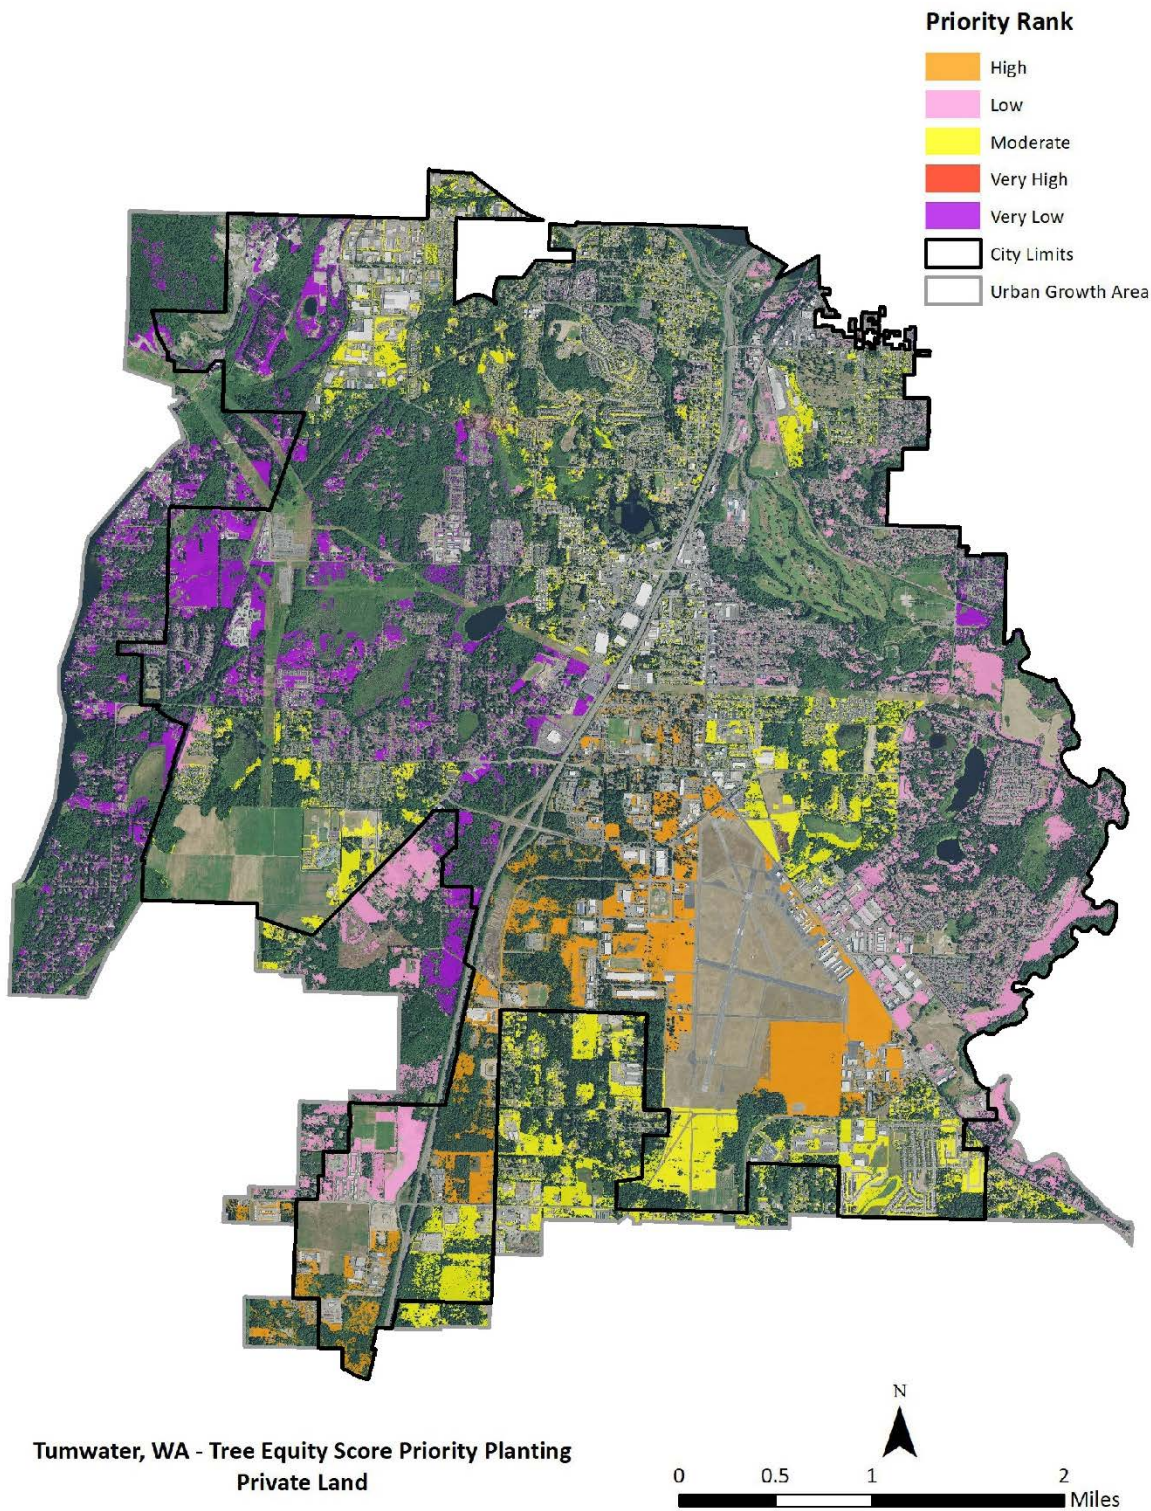 Priority Rank
High
Low
Moderate
Very High
Very Low
City Limits
Urban Growth Area
N
Tumwater, WA - Tree Equity Score Priority Planting
Private Land
0 0.5 1 2
Miles